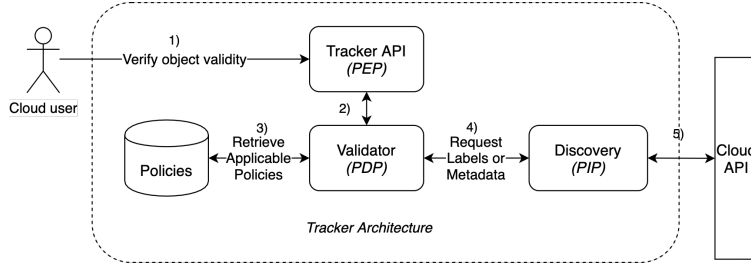 1)
Verify object validity
Cloud user
Tracker API
(PEP)
2)
3)
Retrieve
Applicable
Policies
Policies
Validator
(PDP)
4)
Request
Labels or
Metadata
Discovery
(PIP)
5)
Cloud
API
Tracker Architecture